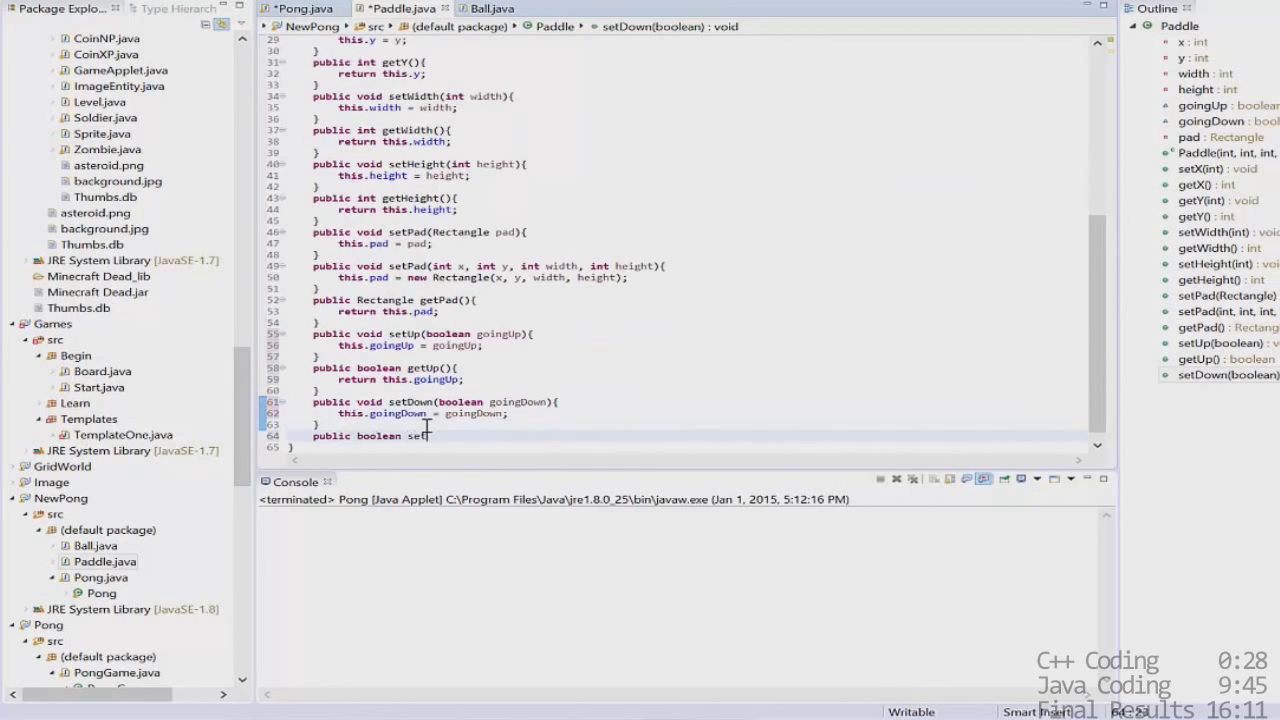 Package Explo...
Type Hierarch
CoinNP.java
CoinXP.java
GameApplet.java
ImageEntity.java
Level.java
Soldier.java
Sprite.java
Zombie.java
asteroid.png
background.jpg
Thumbs.db
asteroid.png
background.jpg
Thumbs.db
JRE System Library [JavaSE-1.7]
Minecraft Dead_lib
Minecraft Dead.jar
Thumbs.db
Games
src
Begin
Board.java
Start.java
Learn
Templates
TemplateOne.java
JRE System Library [JavaSE-1.7]
GridWorld
Image
NewPong
src
(default package)
Ball.java
Paddle.java
Pong.java
Pong
JRE System Library [JavaSE-1.8]
Pong
src
(default package)
PongGame.java
*Pong.java
*Paddle.java
Ball.java
NewPong
src
(default package)
Paddle
setDown(boolean) : void
29 this.y = y;
30 }
31 public int getY(){
32 return this.y;
33 }
34 public void setWidth(int width){
35 this.width = width;
36 }
37 public int getWidth(){
38 return this.width;
39 }
40 public void setHeight(int height){
41 this.height = height;
42 }
43 public int getHeight(){
44 return this.height;
45 }
46 public void setPad(Rectangle pad){
47 this.pad = pad;
48 }
49 public void setPad(int x, int y, int width, int height){
50 this.pad = new Rectangle(x, y, width, height);
51 }
52 public Rectangle getPad(){
53 return this.pad;
54 }
55 public void setUp(boolean goingUp){
56 this.goingUp = goingUp;
57 }
58 public boolean getUp(){
59 return this.goingUp;
60 }
61 public void setDown(boolean goingDown){
62 this.goingDown = goingDown;
63 }
64 public boolean set
65 }
Console
<terminated> Pong [Java Applet] C:\Program Files\Java\jre1.8.0_25\bin\javaw.exe (Jan 1, 2015, 5:12:16 PM)
Outline
Paddle
x : int
y : int
width : int
height : int
goingUp : boolean
goingDown : bool
pad : Rectangle
Paddle(int, int, int,
setX(int) : void
getX() : int
getY(int) : void
getY() : int
setWidth(int) : void
getWidth() : int
setHeight(int) : void
getHeight() : int
setPad(Rectangle)
setPad(int, int, int,
getPad() : Rectang
setUp(boolean) : v
getUp() : boolean
setDown(boolean)
C++ Coding 0:28
Java Coding 9:45
Final Results 16:11
Writable
Smart Insert